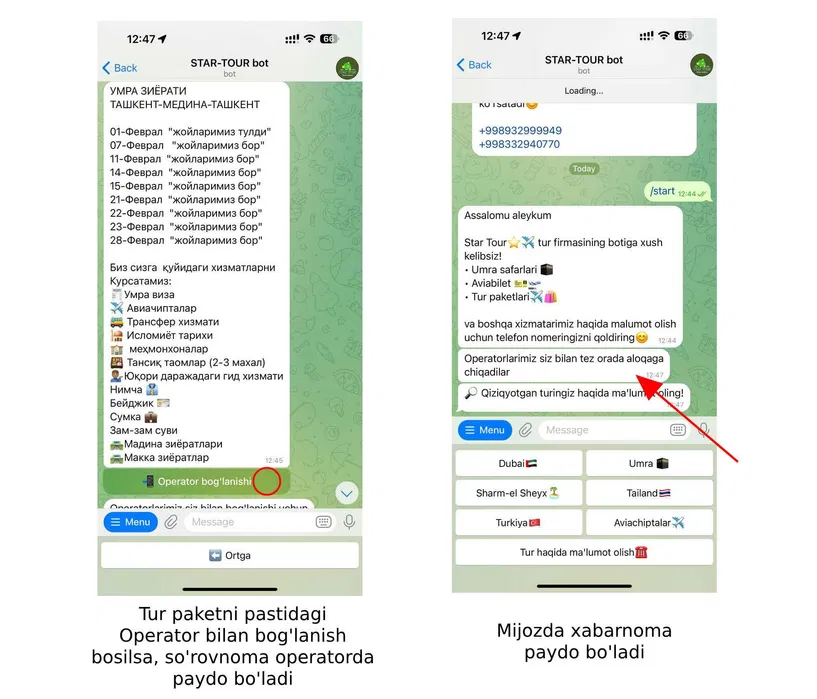 12:47
66
Back
STAR-TOUR bot
bot
УМРА ЗИЁРАТИ
ТАШКЕНТ-МЕДИНА-ТАШКЕНТ
01-Феврал "жойларимиз тулди"
07-Феврал "жойларимиз бор"
11-Феврал "жойларимиз бор"
14-Феврал "жойларимиз бор"
15-Феврал "жойларимиз бор"
21-Феврал "жойларимиз бор"
22-Феврал "жойларимиз бор"
23-Феврал "жойларимиз бор"
28-Феврал "жойларимиз бор"
Биз сизга қуйидаги хизматларни
Курсатамиз:
Умра виза
Авиачипталар
Трансфер хизмати
Исломиёт тарихи
меҳмонхоналар
Тансиқ таомлар (2-3 махал)
Юқори даражадаги гид хизмати
Нимча
Бейджик
Сумка
Зам-зам суви
Мадина зиёратлари
Макка зиёратлар
12:45
Operator bog'lanishi
Operatorlarimiz siz bilan bog'lanishi uchun
Menu
Message
Ortga
Tur paketni pastidagi
Operator bilan bog'lanish
bosilsa, so'rovnoma operatorda
paydo bo'ladi
12:47
66
Back
STAR-TOUR bot
bot
Loading...
ko'rsatadi
+998932999949
+998332940770
Today
/start 12:44
Assalomu aleykum
Star Tour⭐✈️ tur firmasining botiga xush
kelibsiz!
• Umra safarlari 🕋
• Aviabilet 🎫🛫
• Tur paketlari✈️🛍️
va boshqa xizmatarimiz haqida malumot olish
uchun telefon nomeringizni qoldiring😊 12:44
Operatorlarimiz siz bilan tez orada aloqaga
chiqadilar 12:47
🔎 Qiziqyotgan turingiz haqida ma'lumot oling!
Menu
Message
Dubai🇦🇪 Umra 🕋
Sharm-el Sheyx🏝️ Tailand🇹🇭
Turkiya🇹🇷 Aviachiptalar✈️
Tur haqida ma'lumot olish☎️
Mijozda xabarnoma
paydo bo'ladi